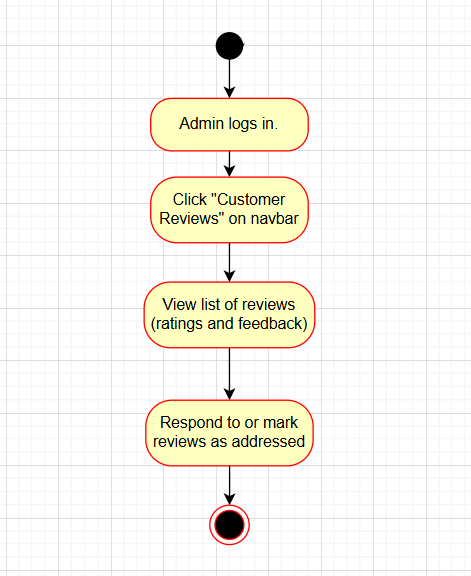 Admin logs in.
Click "Customer
Reviews" on navbar
View list of reviews
(ratings and feedback)
Respond to or mark
reviews as addressed